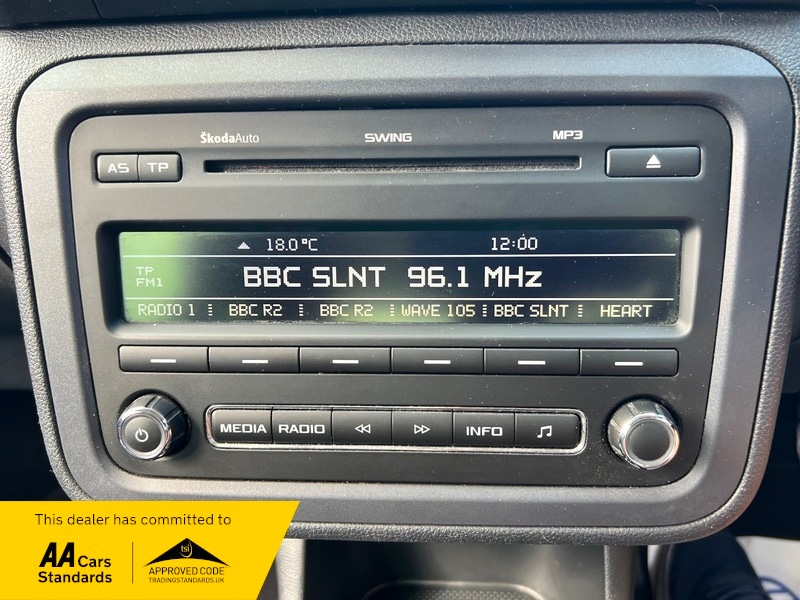 ŠkodaAuto SWING MP3
AS TP
18.0°C 12:00
TP
FM1
BBC SLNT 96.1 MHz
RADIO 1 BBC R2 BBC R2 WAVE 105 BBC SLNT HEART
MEDIA RADIO INFO
This dealer has committed to
AA Cars
Standards
tsi
APPROVED CODE
TRADINGSTANDARDS.UK